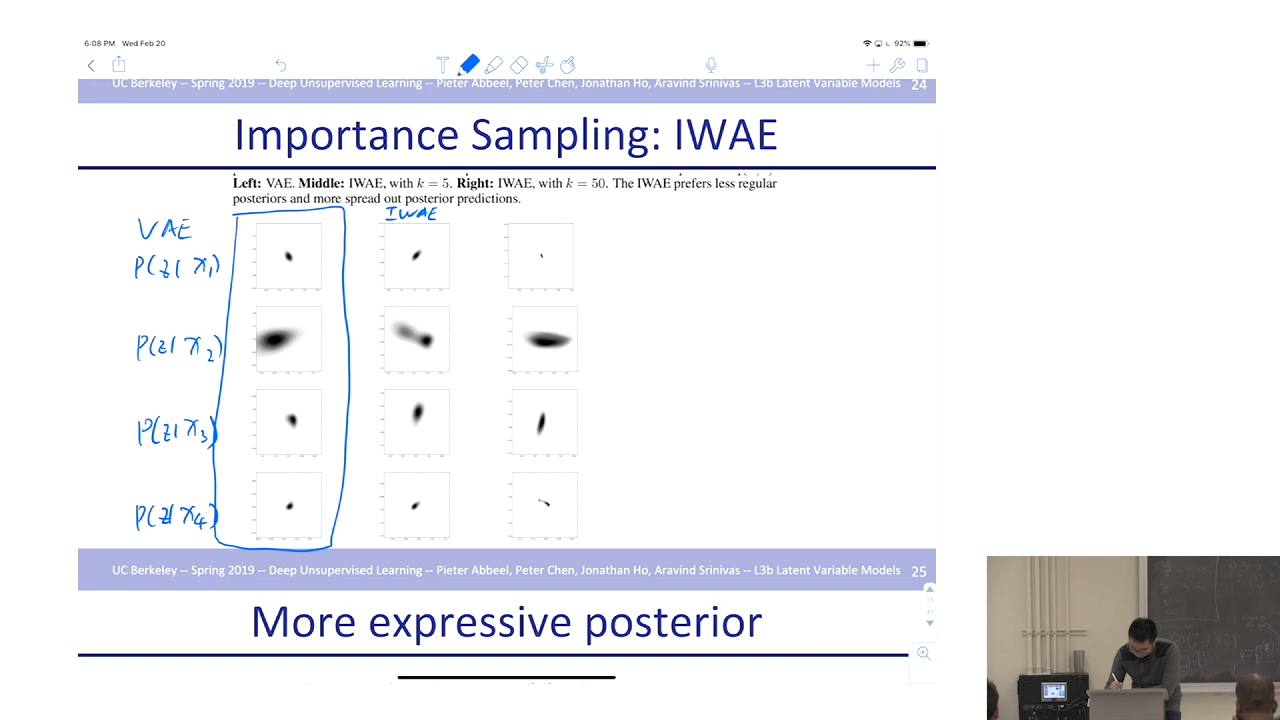 6:08 PM Wed Feb 20
92%
UC Berkeley -- Spring 2019 -- Deep Unsupervised Learning -- Pieter Abbeel, Peter Chen, Jonathan Ho, Aravind Srinivas -- L3b Latent Variable Models 24
Importance Sampling: IWAE
Left: VAE. Middle: IWAE, with k = 5. Right: IWAE, with k = 50. The IWAE prefers less regular
posteriors and more spread out posterior predictions.
VAE
IWAE
P(z| x₁)
P(z| x₂)
P(z| x₃)
P(z| x₄)
UC Berkeley -- Spring 2019 -- Deep Unsupervised Learning -- Pieter Abbeel, Peter Chen, Jonathan Ho, Aravind Srinivas -- L3b Latent Variable Models 25
More expressive posterior